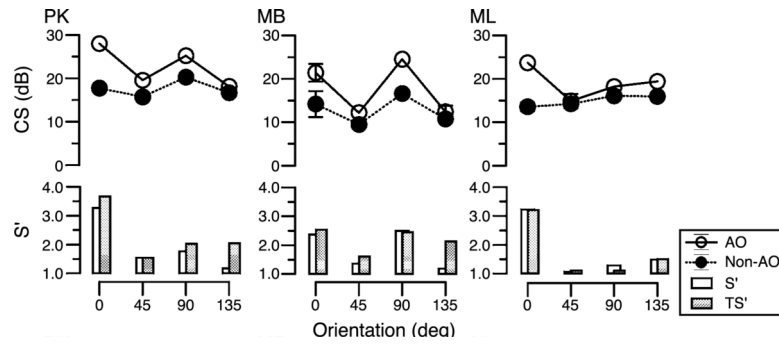 PK MB ML
30 30 30
20 20 20
10 10 10
0 0 0
CS (dB)
4.0 4.0 4.0
3.0 3.0 3.0
2.0 2.0 2.0
1.0 1.0 1.0
S'
AO
Non-AO
S'
TS'
0 45 90 135 0 45 90 135 0 45 90 135
Orientation (deg)